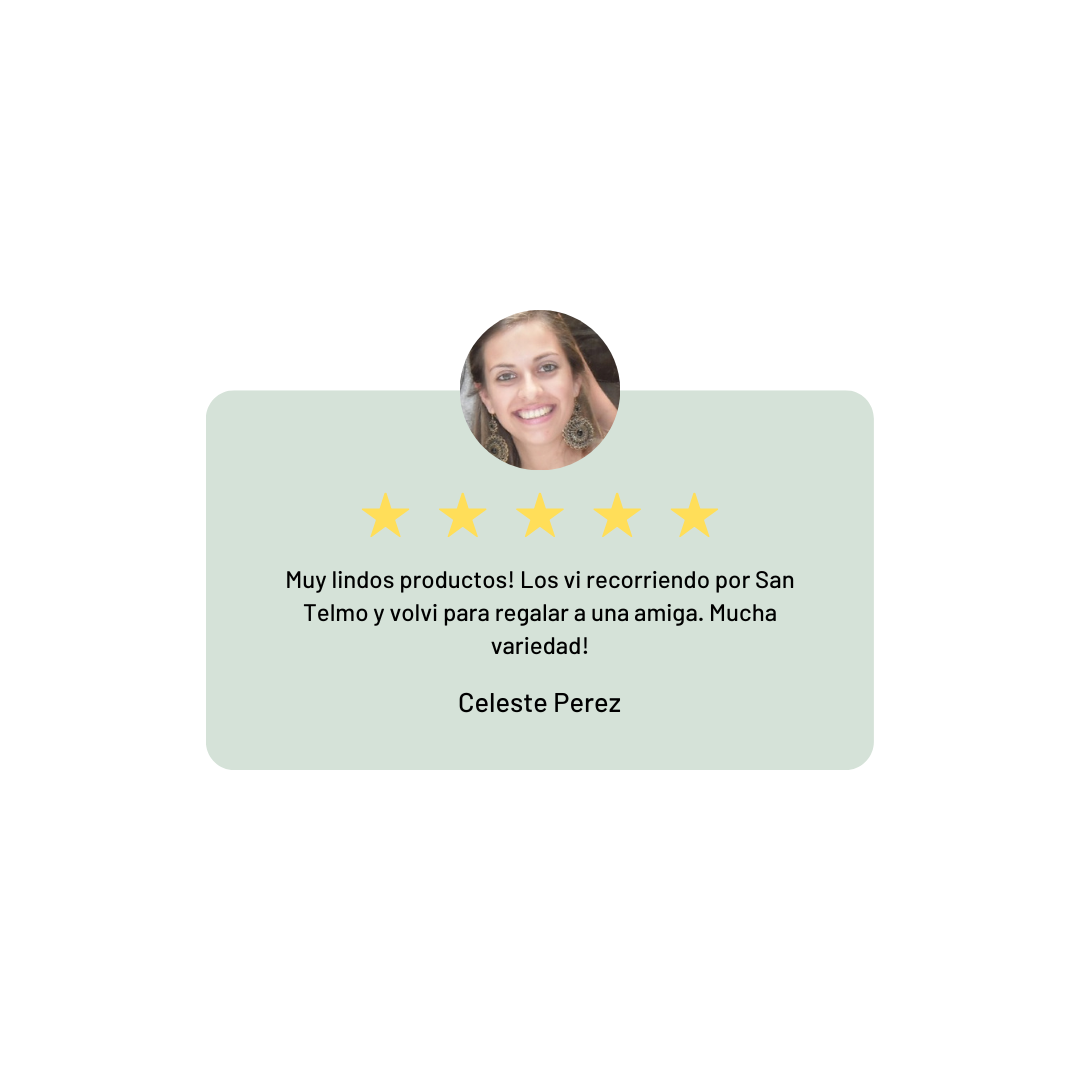 Muy lindos productos! Los vi recorriendo por San
Telmo y volvi para regalar a una amiga. Mucha
variedad!
Celeste Perez